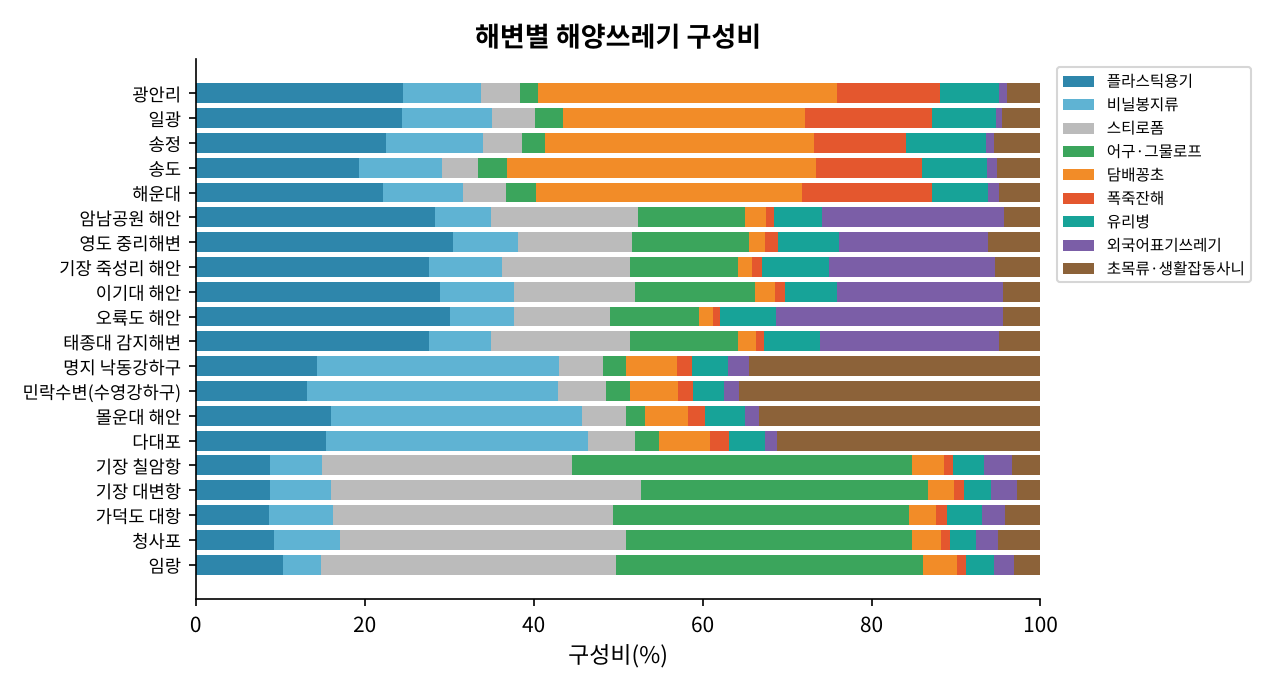 해변별 해양쓰레기 구성비
광안리
일광
송정
송도
해운대
암남공원 해안
영도 중리해변
기장 죽성리 해안
이기대 해안
오륙도 해안
태종대 감지해변
명지 낙동강하구
민락수변(수영강하구)
몰운대 해안
다대포
기장 칠암항
기장 대변항
가덕도 대항
청사포
임랑
0 20 40 60 80 100
구성비(%)
플라스틱용기
비닐봉지류
스티로폼
어구·그물로프
담배꽁초
폭죽잔해
유리병
외국어표기쓰레기
초목류·생활잡동사니